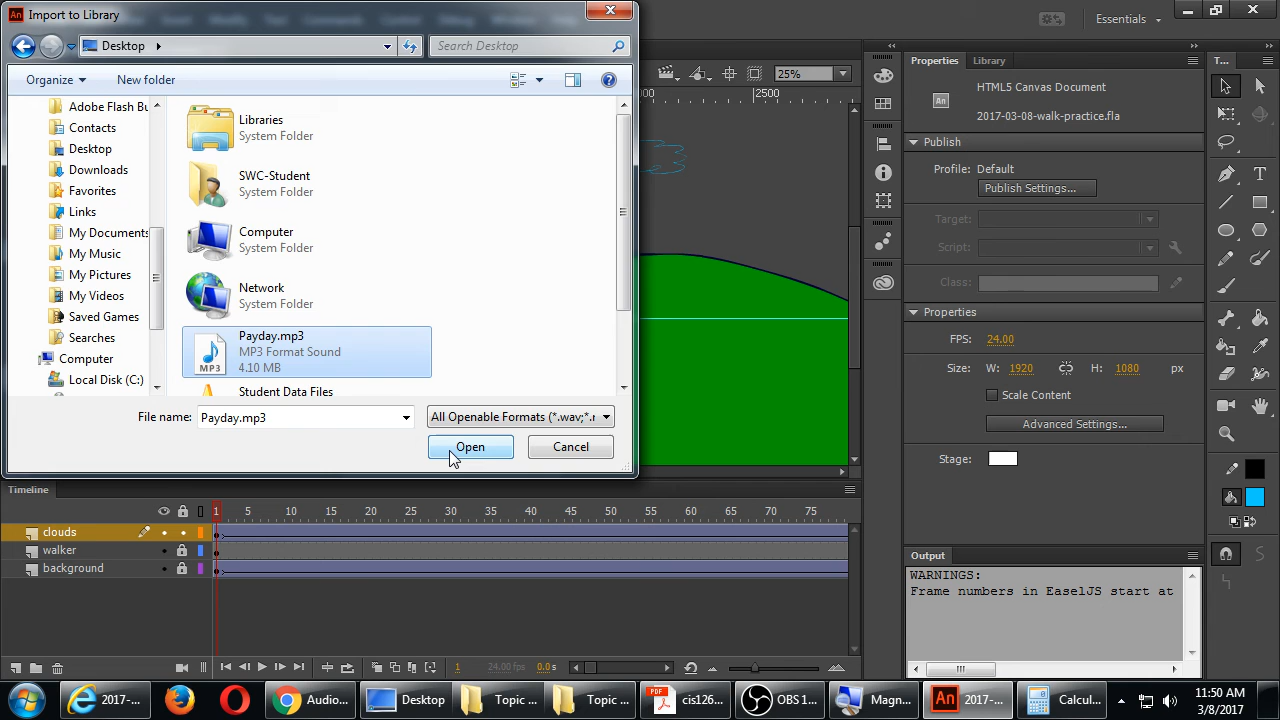 An Import to Library
Desktop
Search Desktop
Organize
New folder
Adobe Flash Bu
Contacts
Desktop
Downloads
Favorites
Links
My Documents
My Music
My Pictures
My Videos
Saved Games
Searches
Computer
Local Disk (C:)
Libraries
System Folder
SWC-Student
System Folder
Computer
System Folder
Network
System Folder
MP3
Payday.mp3
MP3 Format Sound
4.10 MB
Student Data Files
File name: Payday.mp3
All Openable Formats (*.wav;*.r
Open
Cancel
Essentials
25%
2500
Properties
Library
T...
An
HTML5 Canvas Document
2017-03-08-walk-practice.fla
Publish
Profile: Default
Publish Settings...
Target:
Script:
Class:
Properties
FPS: 24.00
Size: W: 1920 H: 1080 px
Scale Content
Advanced Settings...
Stage:
Output
WARNINGS:
Frame numbers in EaselJS start at
Timeline
1 5 10 15 20 25 30 35 40 45 50 55 60 65 70 75
clouds
walker
background
1 24.00 fps 0.0 s
2017-...
Audio...
Desktop
Topic ...
Topic ...
PDF
cis126...
OBS 1...
Magn...
An 2017-...
Calcul...
11:50 AM
3/8/2017